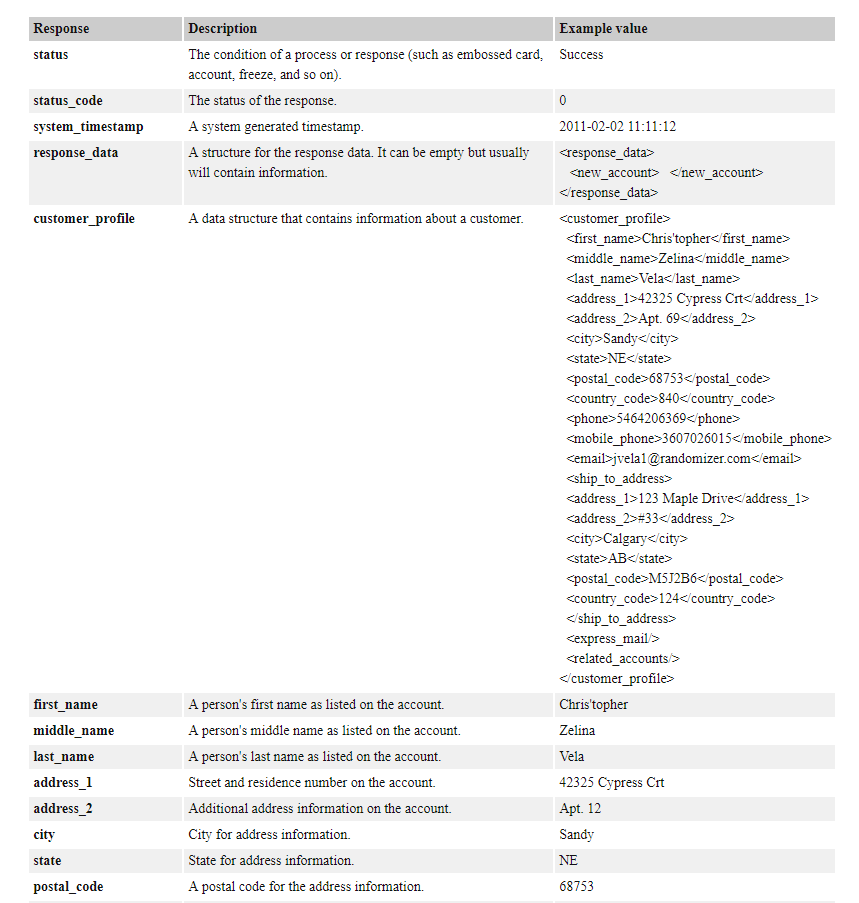 Response Description Example value
status The condition of a process or response (such as embossed card, Success
account, freeze, and so on).
status_code The status of the response. 0
system_timestamp A system generated timestamp. 2011-02-02 11:11:12
response_data A structure for the response data. It can be empty but usually <response_data>
will contain information. <new_account> </new_account>
</response_data>
customer_profile A data structure that contains information about a customer. <customer_profile>
<first_name>Chris'topher</first_name>
<middle_name>Zelina</middle_name>
<last_name>Vela</last_name>
<address_1>42325 Cypress Crt</address_1>
<address_2>Apt. 69</address_2>
<city>Sandy</city>
<state>NE</state>
<postal_code>68753</postal_code>
<country_code>840</country_code>
<phone>5464206369</phone>
<mobile_phone>3607026015</mobile_phone>
<email>jvela1@randomizer.com</email>
<ship_to_address>
<address_1>123 Maple Drive</address_1>
<address_2>#33</address_2>
<city>Calgary</city>
<state>AB</state>
<postal_code>M5J2B6</postal_code>
<country_code>124</country_code>
</ship_to_address>
<express_mail/>
<related_accounts/>
</customer_profile>
first_name A person's first name as listed on the account. Chris'topher
middle_name A person's middle name as listed on the account. Zelina
last_name A person's last name as listed on the account. Vela
address_1 Street and residence number on the account. 42325 Cypress Crt
address_2 Additional address information on the account. Apt. 12
city City for address information. Sandy
state State for address information. NE
postal_code A postal code for the address information. 68753